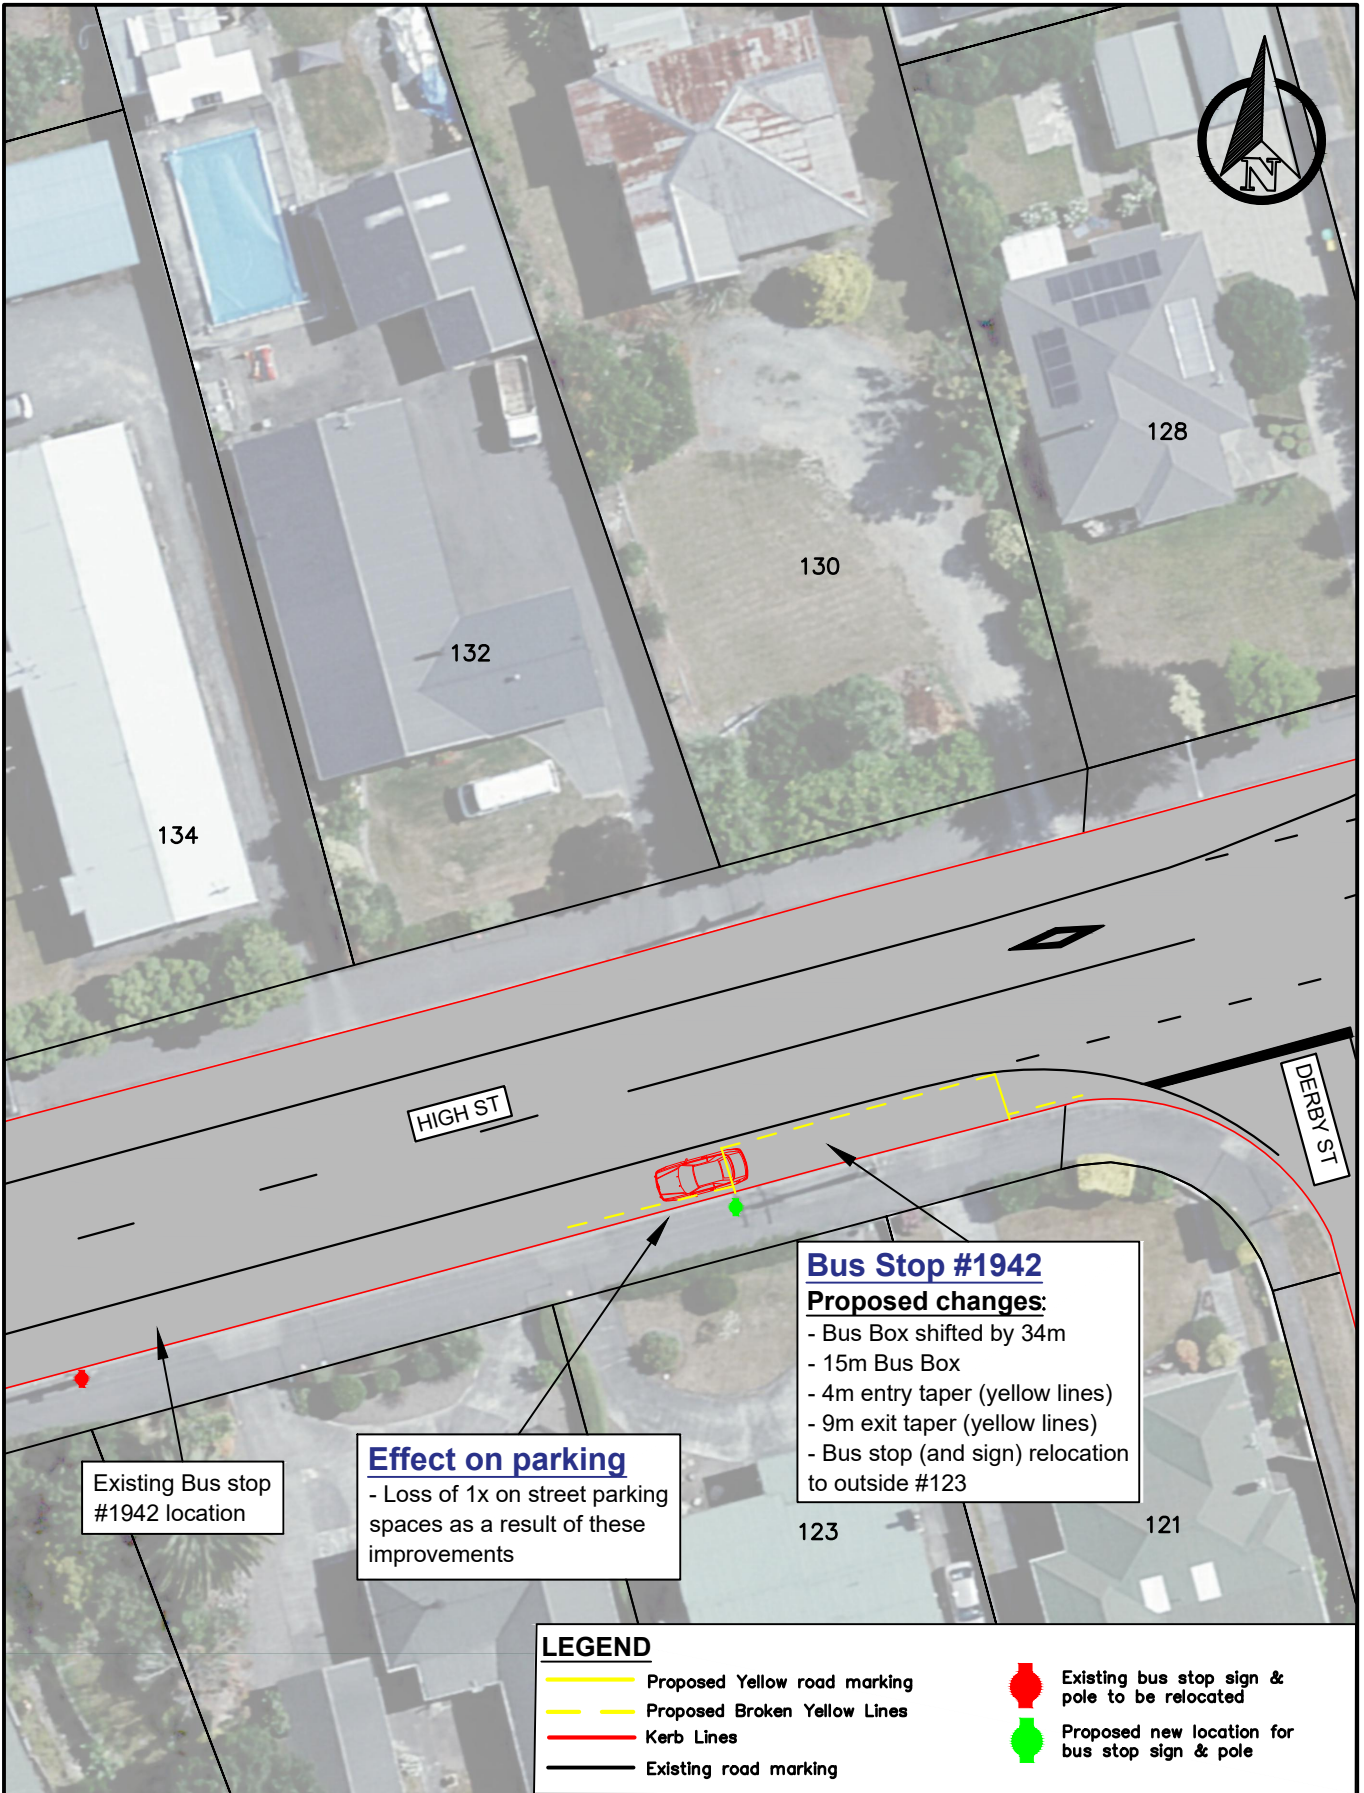 N
128
130
132
134
HIGH ST
DERBY ST
Bus Stop #1942
Proposed changes:
- Bus Box shifted by 34m
- 15m Bus Box
- 4m entry taper (yellow lines)
- 9m exit taper (yellow lines)
- Bus stop (and sign) relocation
to outside #123
Effect on parking
- Loss of 1x on street parking
spaces as a result of these
improvements
Existing Bus stop
#1942 location
123
121
LEGEND
Proposed Yellow road marking
Proposed Broken Yellow Lines
Kerb Lines
Existing road marking
Existing bus stop sign &
pole to be relocated
Proposed new location for
bus stop sign & pole